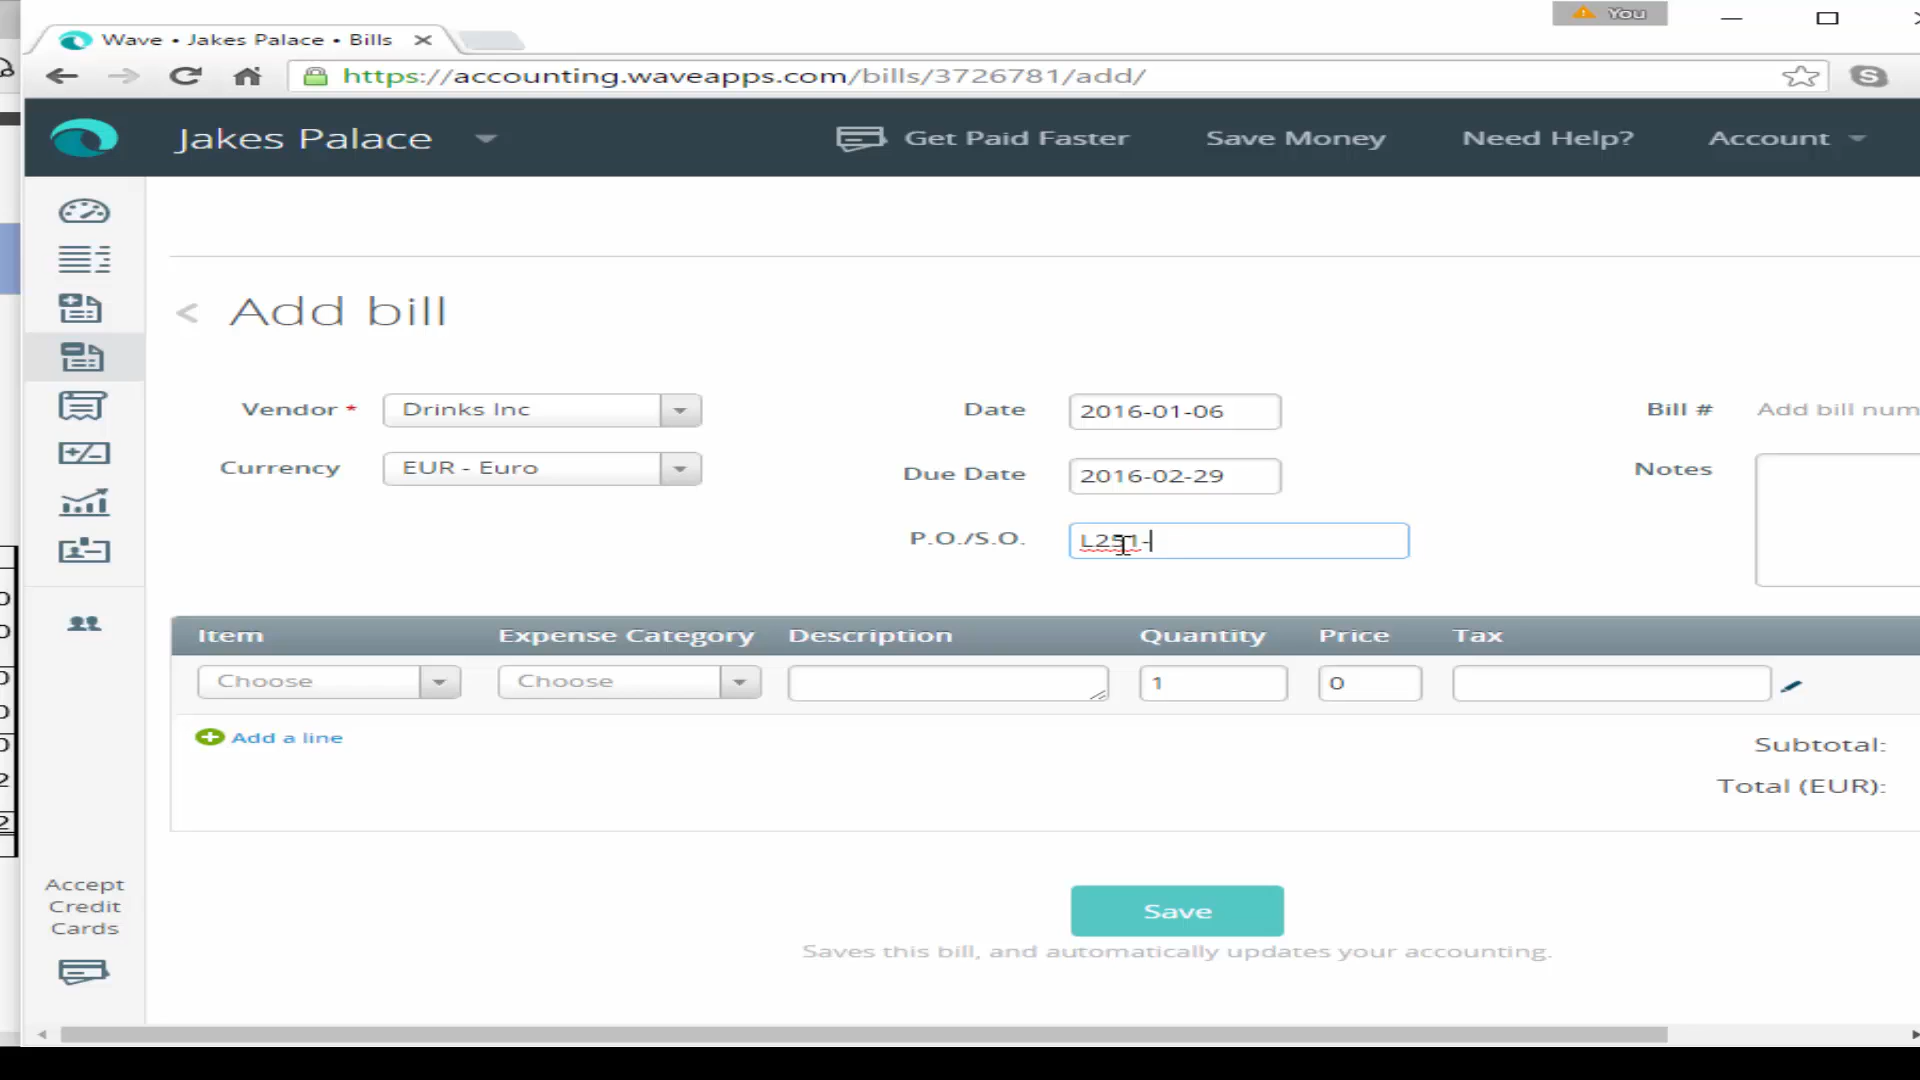 You
Wave • Jakes Palace • Bills
https://accounting.waveapps.com/bills/3726781/add/
S
Jakes Palace
Get Paid Faster
Save Money
Need Help?
Account
< Add bill
Vendor *
Drinks Inc
Date
2016-01-06
Bill #
Add bill num
Currency
EUR - Euro
Due Date
2016-02-29
Notes
P.O./S.O.
L251-
Item
Expense Category
Description
Quantity
Price
Tax
Choose
Choose
1
0
Add a line
Subtotal:
Total (EUR):
Accept
Credit
Cards
Save
Saves this bill, and automatically updates your accounting.